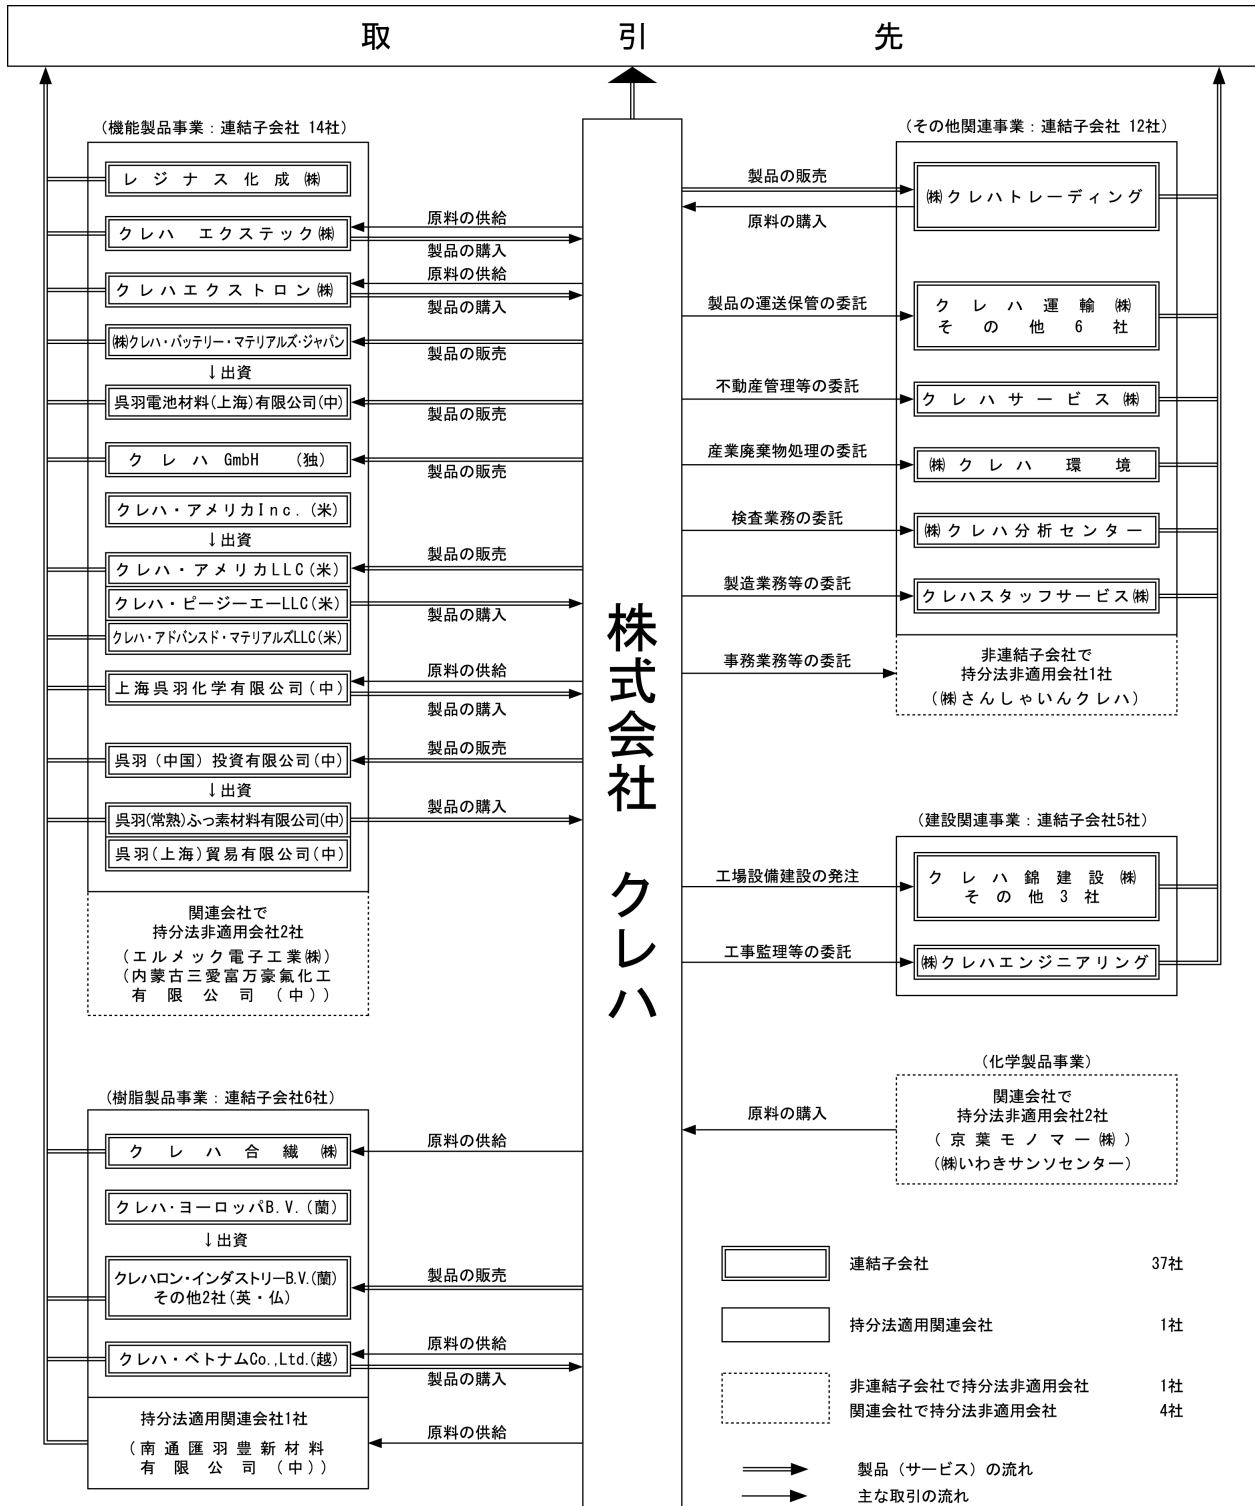 取引先
(機能製品事業：連結子会社 14社)
レジナス化成㈱
クレハ エクステック㈱
原料の供給
製品の購入
クレハエクストロン㈱
原料の供給
製品の購入
㈱クレハ・バッテリー・マテリアルズ・ジャパン
製品の販売
↓出資
呉羽電池材料(上海)有限公司(中)
製品の販売
クレハ GmbH (独)
製品の販売
クレハ・アメリカInc.(米)
↓出資
クレハ・アメリカLLC(米)
製品の販売
クレハ・ピージーエーLLC(米)
製品の購入
クレハ・アドバンスド・マテリアルズLLC(米)
上海呉羽化学有限公司(中)
原料の供給
製品の購入
呉羽(中国)投資有限公司(中)
製品の販売
↓出資
呉羽(常熟)ふっ素材料有限公司(中)
製品の購入
呉羽(上海)貿易有限公司(中)
関連会社で
持分法非適用会社2社
(エルメック電子工業㈱)
(内蒙古三愛富万豪氟化工
有限公司(中))
(樹脂製品事業：連結子会社6社)
クレハ合繊㈱
原料の供給
クレハ・ヨーロッパB.V.(蘭)
↓出資
クレハロン・インダストリーB.V.(蘭)
その他2社(英・仏)
製品の販売
クレハ・ベトナムCo.,Ltd.(越)
原料の供給
製品の購入
持分法適用関連会社1社
(南通匯羽豊新材料
有限公司(中))
原料の供給
株式会社 クレハ
(その他関連事業：連結子会社 12社)
製品の販売
㈱クレハトレーディング
原料の購入
製品の運送保管の委託
クレハ運輸㈱
その他6社
不動産管理等の委託
クレハサービス㈱
産業廃棄物処理の委託
㈱クレハ環境
検査業務の委託
㈱クレハ分析センター
製造業務等の委託
クレハスタッフサービス㈱
事務業務等の委託
非連結子会社で
持分法非適用会社1社
(㈱さんしゃいんクレハ)
(建設関連事業：連結子会社5社)
工場設備建設の発注
クレハ錦建設㈱
その他3社
工事監理等の委託
㈱クレハエンジニアリング
(化学製品事業)
原料の購入
関連会社で
持分法非適用会社2社
(京葉モノマー㈱)
(㈱いわきサンソセンター)
連結子会社 37社
持分法適用関連会社 1社
非連結子会社で持分法非適用会社 1社
関連会社で持分法非適用会社 4社
製品(サービス)の流れ
主な取引の流れ